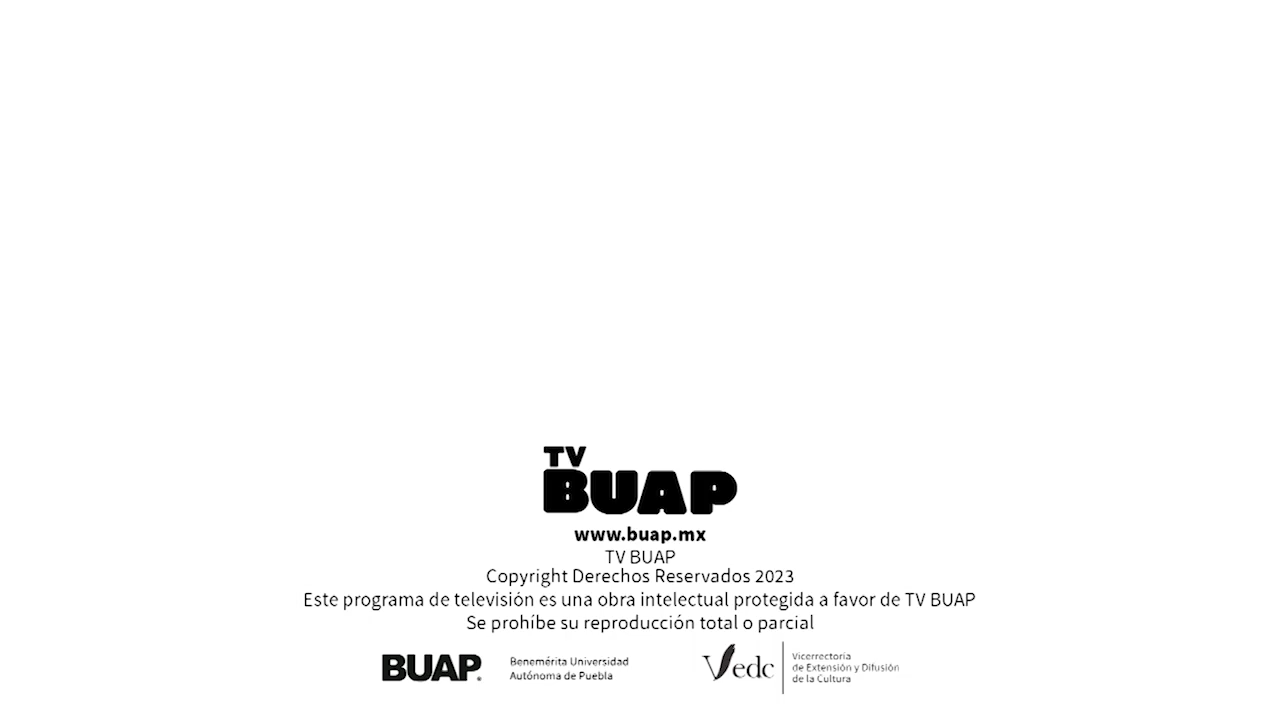 TV
BUAP
www.buap.mx
TV BUAP
Copyright Derechos Reservados 2023
Este programa de televisión es una obra intelectual protegida a favor de TV BUAP
Se prohíbe su reproducción total o parcial
BUAP®
Benemérita Universidad
Autónoma de Puebla
Vedc
Vicerrectoría
de Extensión y Difusión
de la Cultura